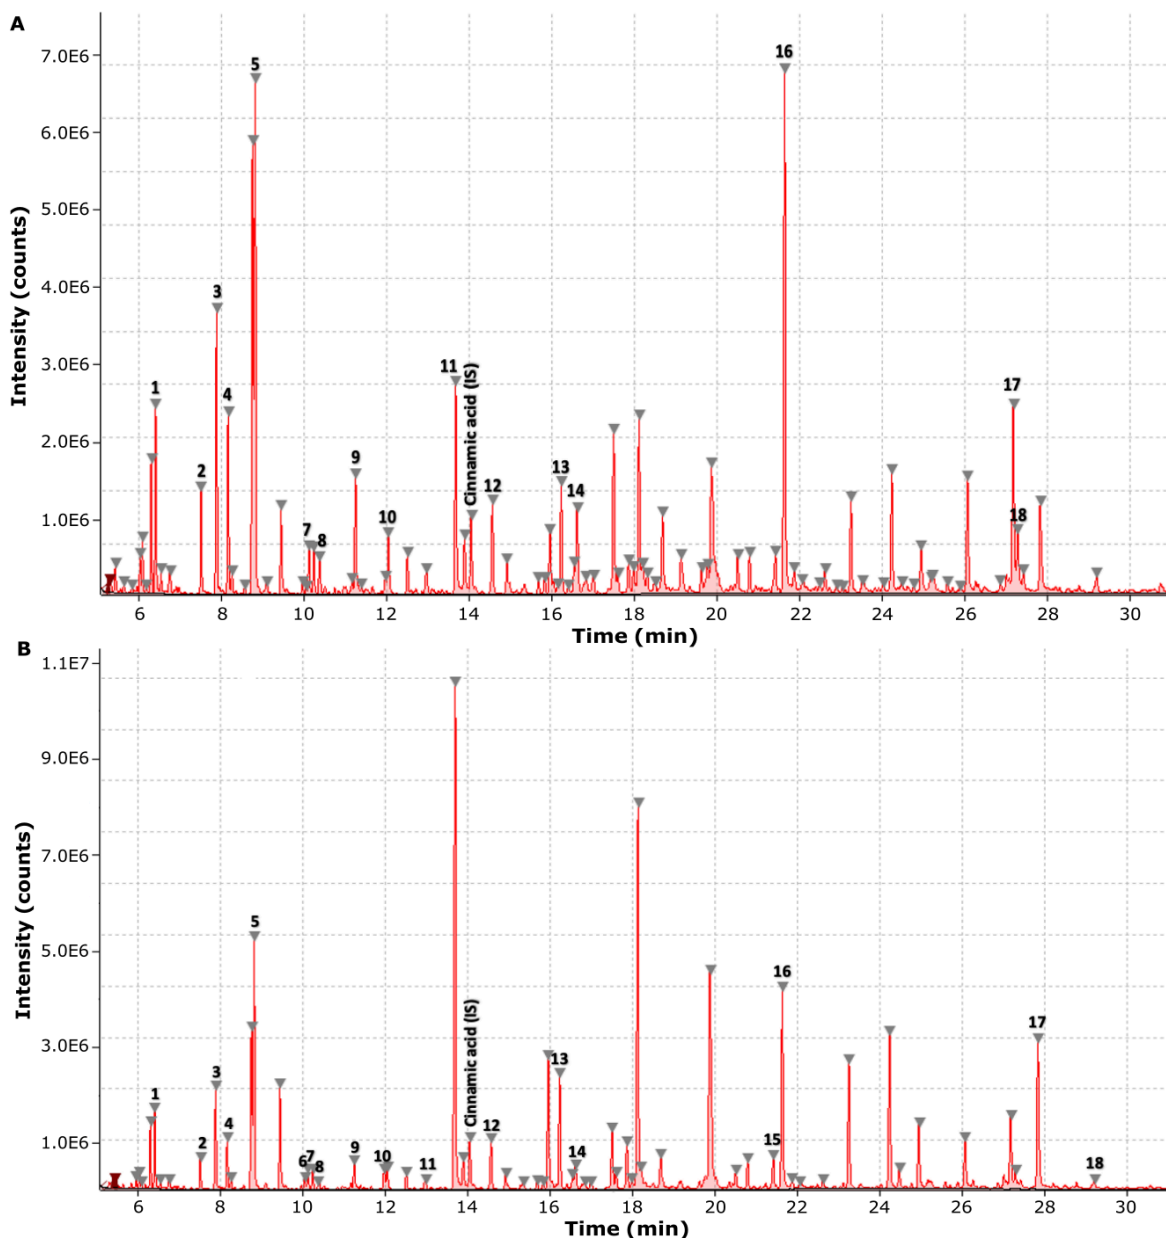 A
7.0E6
6.0E6
5.0E6
4.0E6
3.0E6
2.0E6
1.0E6
Intensity (counts)
1 2 3 4 5 7 8 9 10 11 Cinnamic acid (IS) 12 13 14 16 17 18
6 8 10 12 14 16 18 20 22 24 26 28 30
Time (min)
B
1.1E7
9.0E6
7.0E6
5.0E6
3.0E6
1.0E6
Intensity (counts)
1 2 3 4 5 6 7 8 9 10 11 Cinnamic acid (IS) 12 13 14 15 16 17 18
6 8 10 12 14 16 18 20 22 24 26 28 30
Time (min)